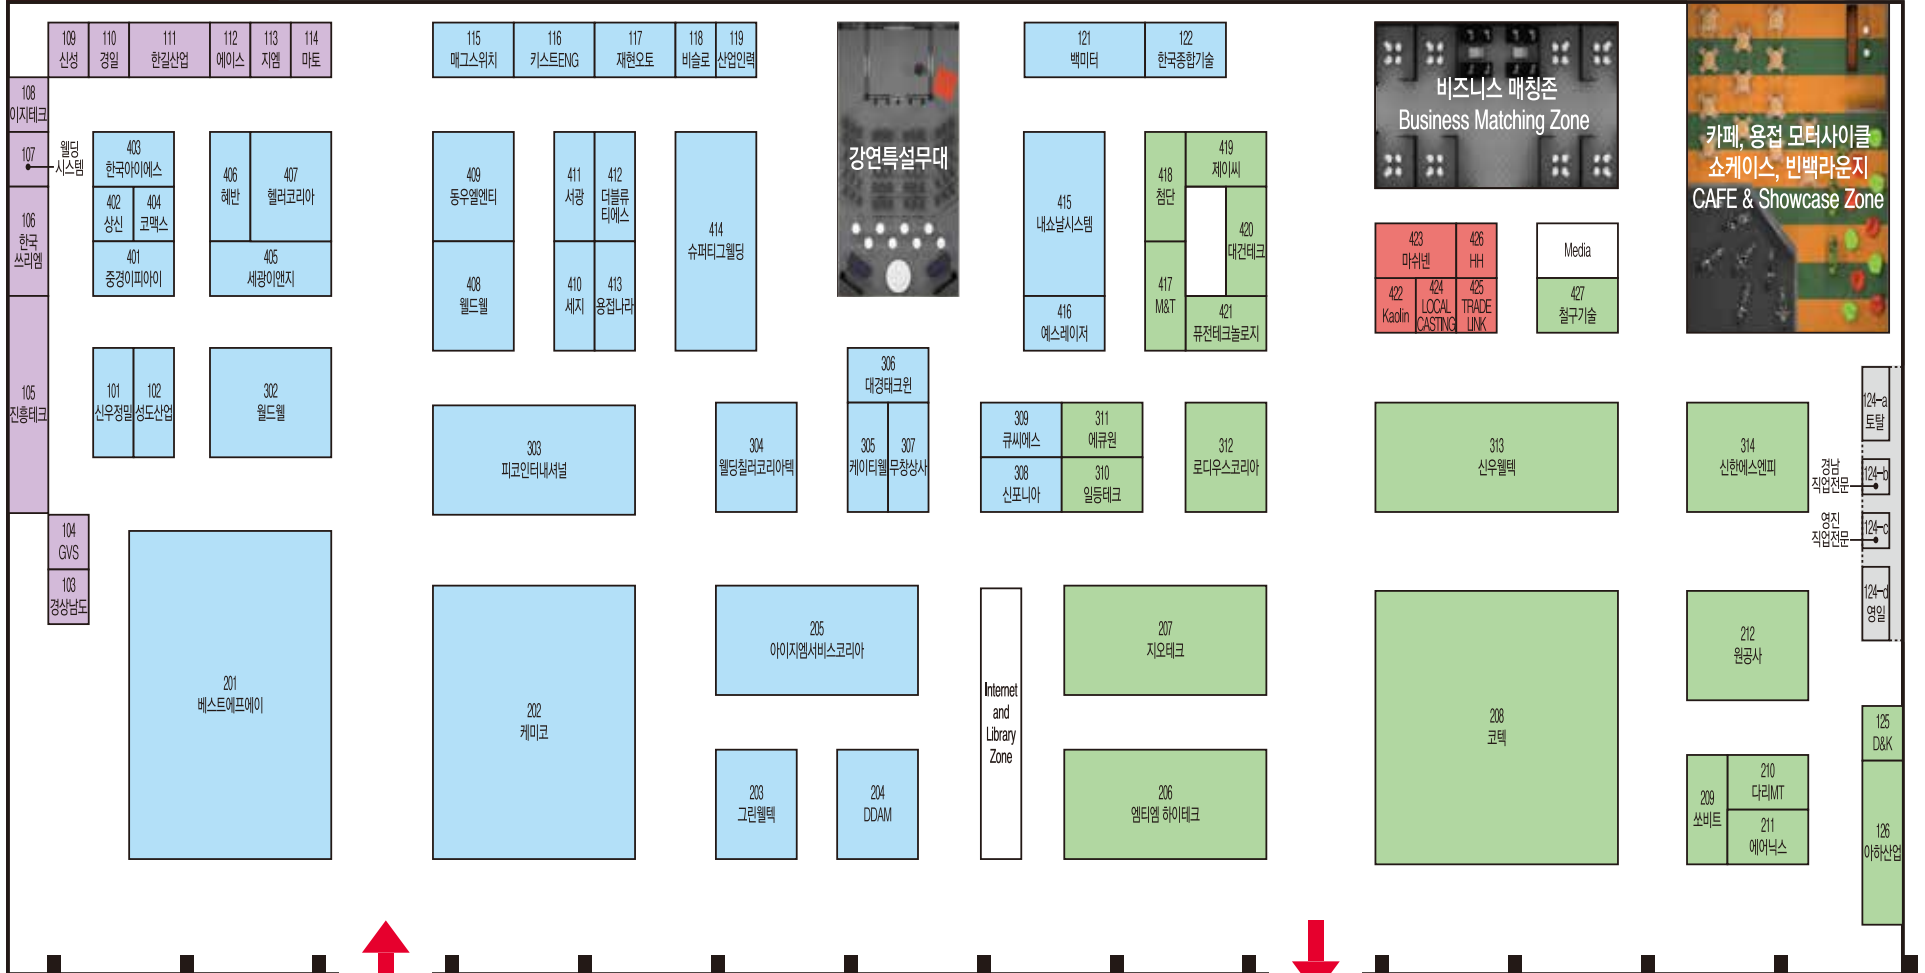 109
신성
110
경일
111
한길산업
112
에이스
113
지엠
114
마토
115
매그스위치
116
키스트ENG
117
재현오토
118
비슬로
119
산업인력
121
백미터
122
한국종합기술
비즈니스 매칭존
Business Matching Zone
카페, 용접 모터사이클
쇼케이스, 빈백라운지
CAFE & Showcase Zone
강연특설무대
108
이지테크
107
웰딩
시스템
106
한국
쓰리엠
105
진흥테크
403
한국아이에스
402
상신
404
코맥스
401
중경이피아이
406
혜반
407
헬러코리아
405
세광이앤지
409
동우엘엔티
408
웰드웰
411
서광
412
더블류
티에스
410
세지
413
용접나라
414
슈퍼티그웰딩
415
내쇼날시스템
416
에스레이저
418
첨단
419
제이씨
420
대건테크
417
M&T
421
퓨전테크놀로지
423
마쉬넨
426
HH
422
Kaolin
424
LOCAL
CASTING
425
TRADE
LINK
Media
427
철구기술
101
신우정밀
102
성도산업
302
월드웰
303
피코인터내셔널
304
웰딩칠러코리아텍
306
대경테크윈
305
케이티웰
307
무창상사
309
큐씨에스
311
에큐원
308
신포니아
310
일등테크
312
로디우스코리아
313
신우웰텍
314
신한에스엔피
124-a
토탈
경남
직업전문
124-b
영진
직업전문
124-c
124-d
영일
104
GVS
103
경상남도
201
베스트에프에이
202
케미코
205
아이지엠서비스코리아
203
그린웰텍
204
DDAM
Internet
and
Library
Zone
207
지오테크
206
엠티엠 하이테크
208
코텍
212
원공사
209
쏘비트
210
다리MT
211
에어닉스
125
D&K
126
아하산업